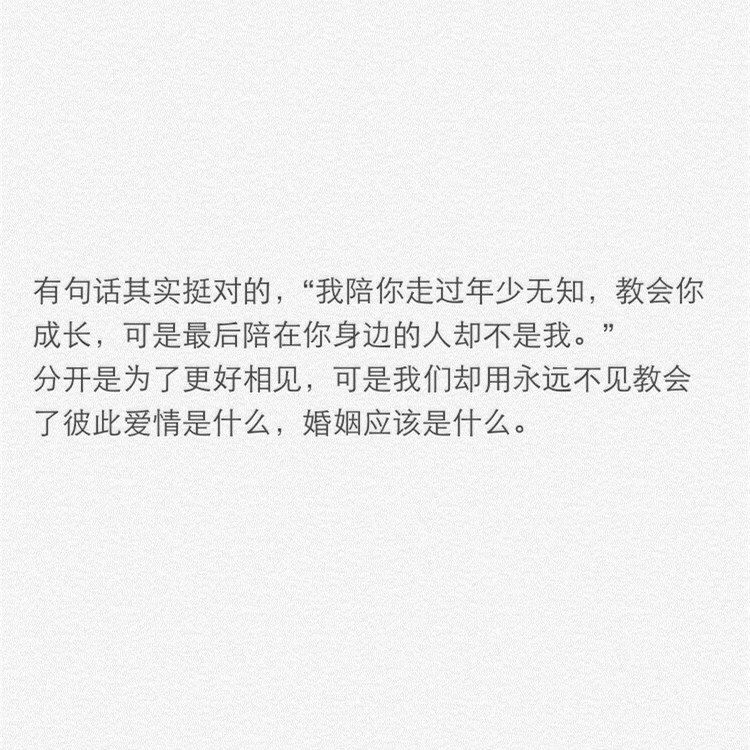 有句话其实挺对的，“我陪你走过年少无知，教会你
成长，可是最后陪在你身边的人却不是我。”
分开是为了更好相见，可是我们却用永远不见教会
了彼此爱情是什么，婚姻应该是什么。